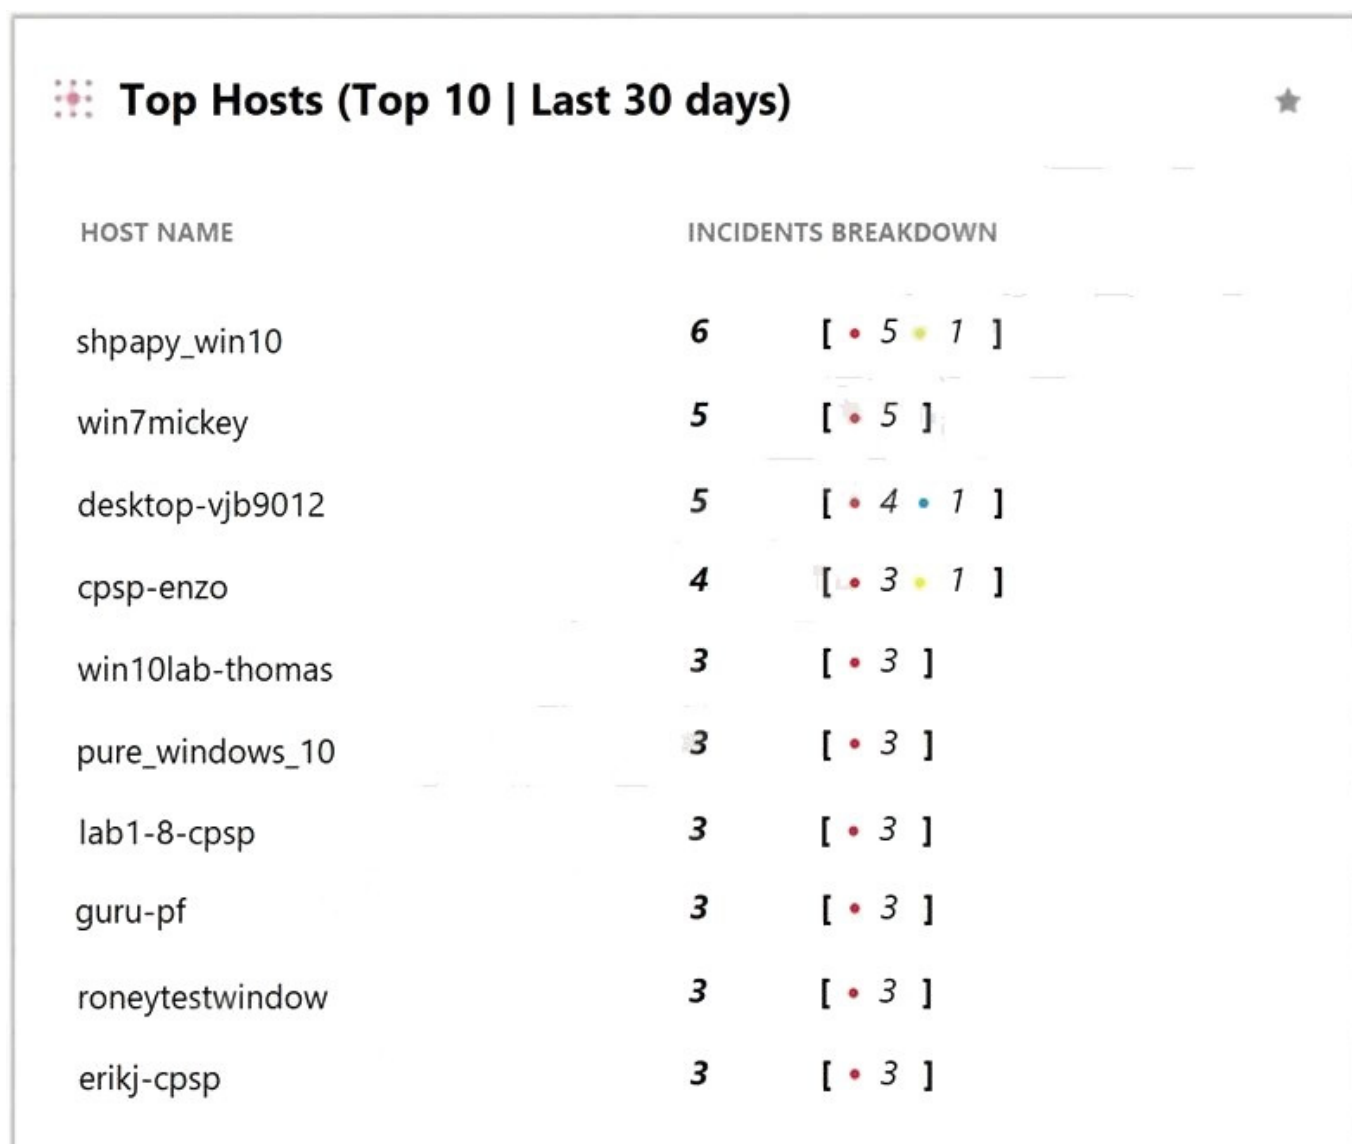 Top Hosts (Top 10 | Last 30 days)
HOST NAME INCIDENTS BREAKDOWN
shpapy_win10 6 [ • 5 • 1 ]
win7mickey 5 [ • 5 ]
desktop-vjb9012 5 [ • 4 • 1 ]
cpsp-enzo 4 [ • 3 • 1 ]
win10lab-thomas 3 [ • 3 ]
pure_windows_10 3 [ • 3 ]
lab1-8-cpsp 3 [ • 3 ]
guru-pf 3 [ • 3 ]
roneytestwindow 3 [ • 3 ]
erikj-cpsp 3 [ • 3 ]